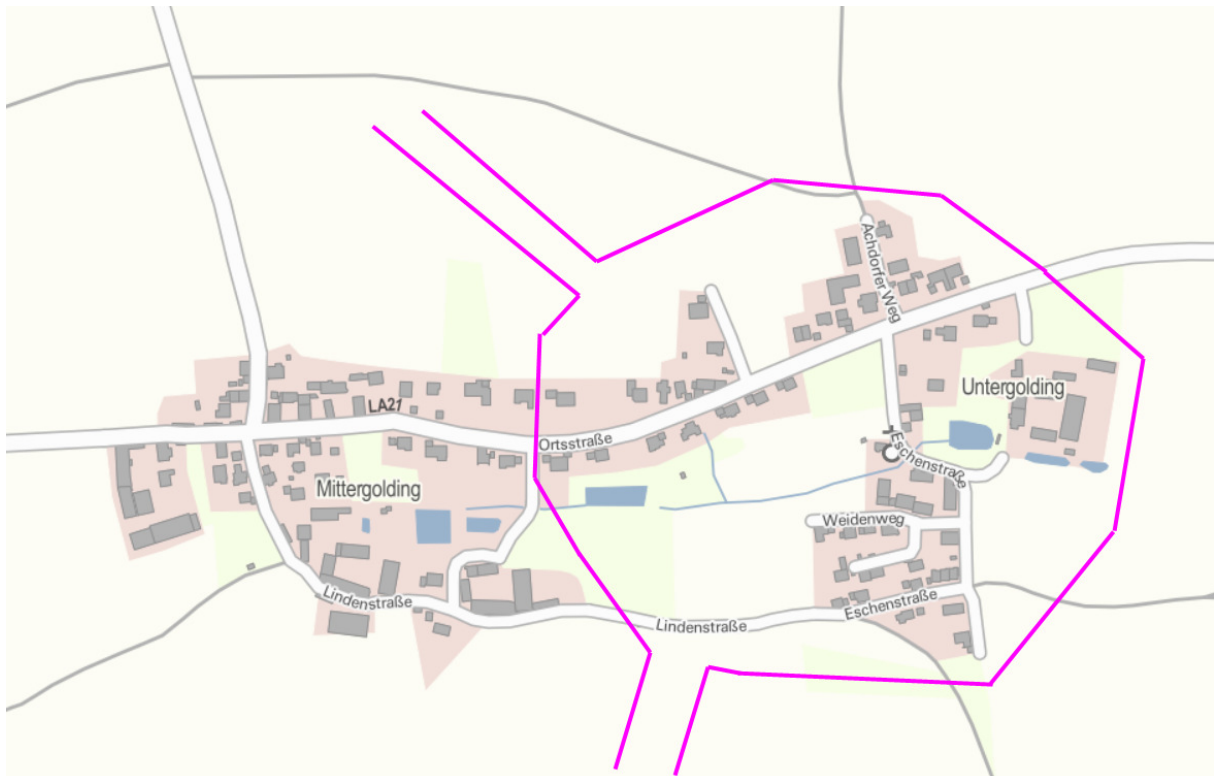 Achdorfer Weg
Untergolding
LA21
Ortsstraße
Eschenstraße
Mittergolding
Weidenweg
Lindenstraße
Eschenstraße
Lindenstraße